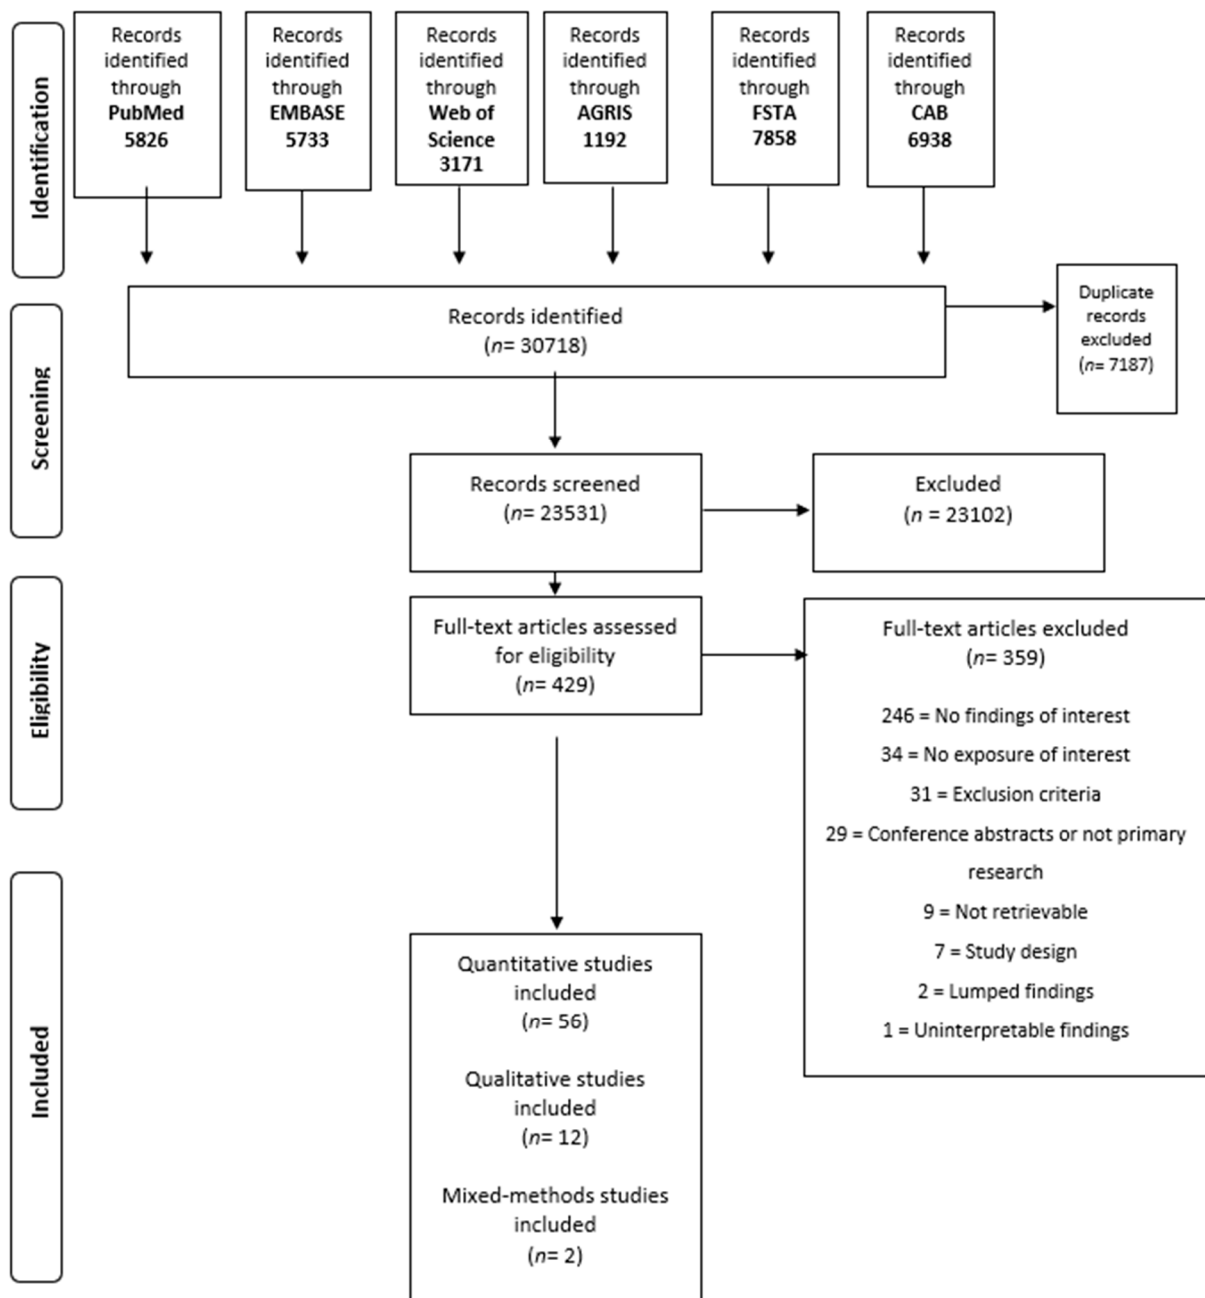 Identification
Records
identified
through
PubMed
5826
Records
identified
through
EMBASE
5733
Records
identified
through
Web of
Science
3171
Records
identified
through
AGRIS
1192
Records
identified
through
FSTA
7858
Records
identified
through
CAB
6938
Screening
Records identified
(n= 30718)
Duplicate
records
excluded
(n= 7187)
Records screened
(n= 23531)
Excluded
(n = 23102)
Eligibility
Full-text articles assessed
for eligibility
(n= 429)
Full-text articles excluded
(n= 359)
246 = No findings of interest
34 = No exposure of interest
31 = Exclusion criteria
29 = Conference abstracts or not primary
research
9 = Not retrievable
7 = Study design
2 = Lumped findings
1 = Uninterpretable findings
Included
Quantitative studies
included
(n= 56)
Qualitative studies
included
(n= 12)
Mixed-methods studies
included
(n= 2)